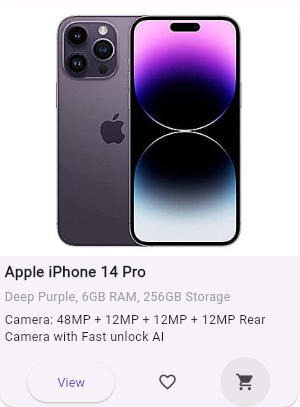 Apple iPhone 14 Pro
Deep Purple, 6GB RAM, 256GB Storage
Camera: 48MP + 12MP + 12MP + 12MP Rear
Camera with Fast unlock AI
View